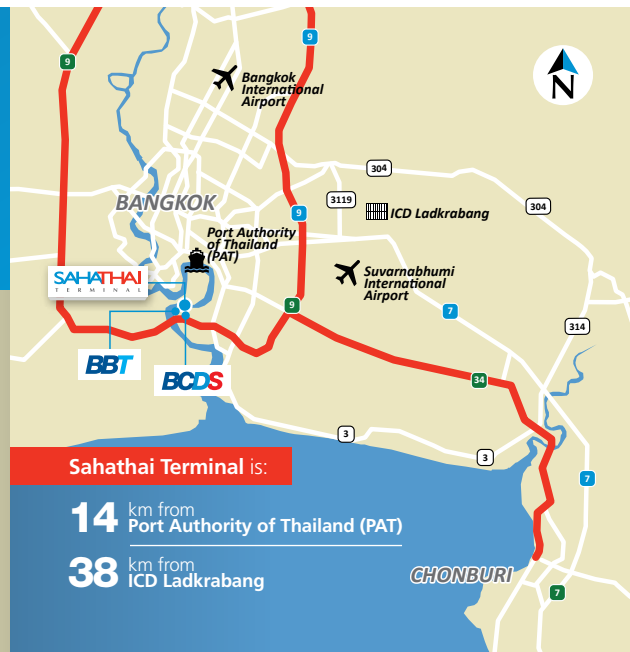 9
9
N
Bangkok
International
Airport
304
3119
304
BANGKOK
ICD Ladkrabang
9
Port Authority
of Thailand
(PAT)
SAHATHAI
TERMINAL
Suvarnabhumi
International
Airport
9
7
314
BBT
BCDS
34
3
3
7
Sahathai Terminal is:
14 km from
Port Authority of Thailand (PAT)
38 km from
ICD Ladkrabang
CHONBURI
7